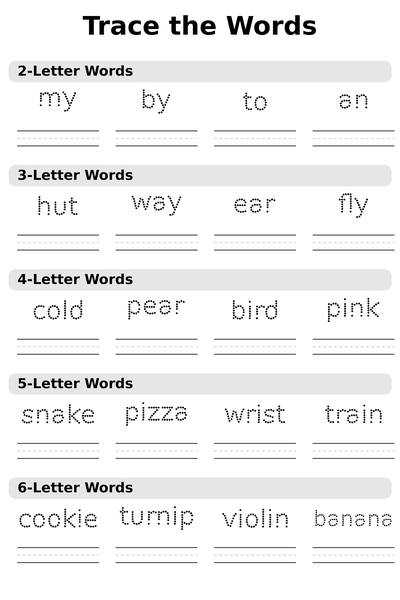 Trace the Words
2-Letter Words
my by to an
3-Letter Words
hut way ear fly
4-Letter Words
cold pear bird pink
5-Letter Words
snake pizza wrist train
6-Letter Words
cookie turnip violin banana